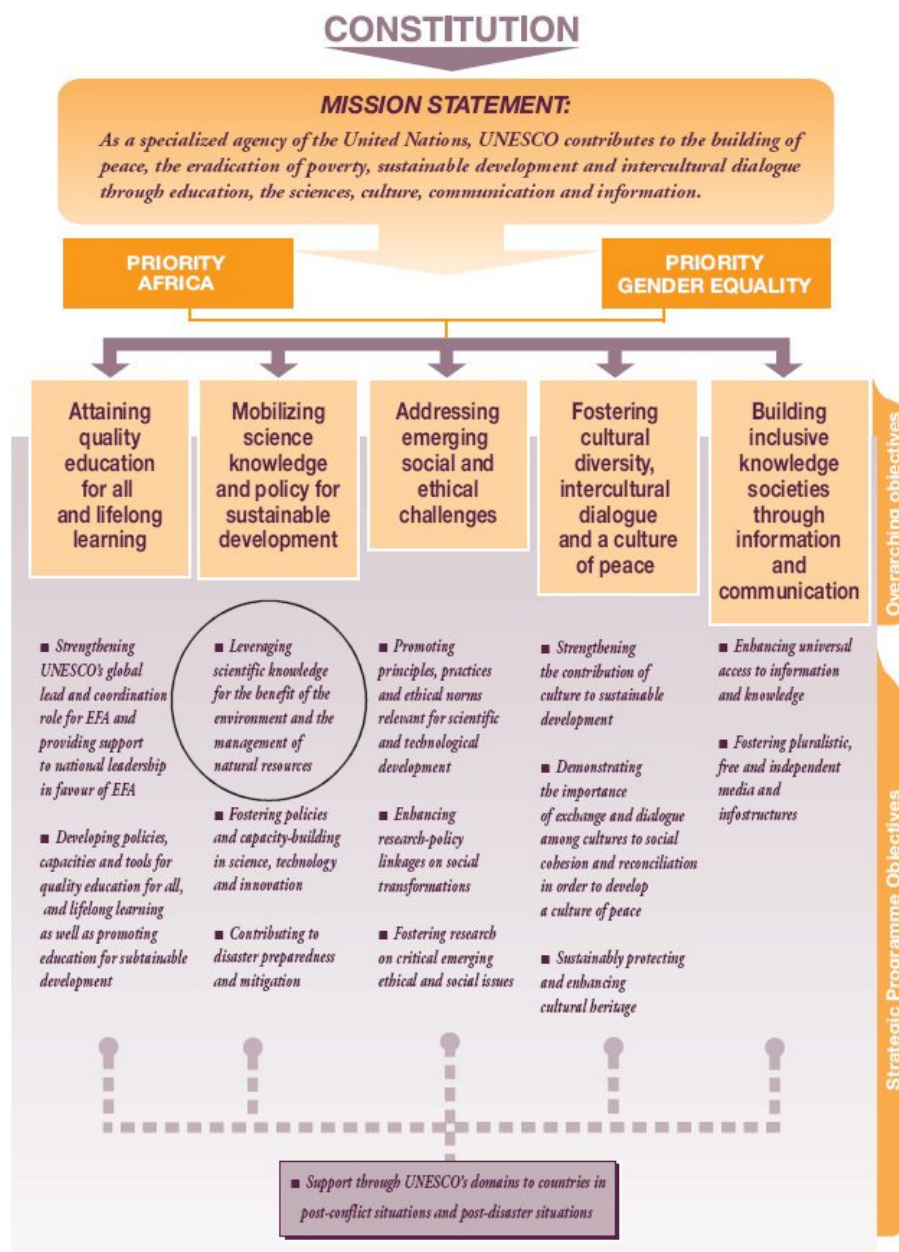 CONSTITUTION
MISSION STATEMENT:
As a specialized agency of the United Nations, UNESCO contributes to the building of
peace, the eradication of poverty, sustainable development and intercultural dialogue
through education, the sciences, culture, communication and information.
PRIORITY
AFRICA
PRIORITY
GENDER EQUALITY
Attaining
quality
education
for all
and lifelong
learning
Mobilizing
science
knowledge
and policy for
sustainable
development
Addressing
emerging
social and
ethical
challenges
Fostering
cultural
diversity,
intercultural
dialogue
and a culture
of peace
Building
inclusive
knowledge
societies
through
information
and
communication
Overarching objectives
■ Strengthening
UNESCO's global
lead and coordination
role for EFA and
providing support
to national leadership
in favour of EFA
■ Developing policies,
capacities and tools for
quality education for all,
and lifelong learning
as well as promoting
education for subtainable
development
■ Leveraging
scientific knowledge
for the benefit of the
environment and the
management of
natural resources
■ Fostering policies
and capacity-building
in science, technology
and innovation
■ Contributing to
disaster preparedness
and mitigation
■ Promoting
principles, practices
and ethical norms
relevant for scientific
and technological
development
■ Enhancing
research-policy
linkages on social
transformations
■ Fostering research
on critical emerging
ethical and social issues
■ Strengthening
the contribution of
culture to sustainable
development
■ Demonstrating
the importance
of exchange and dialogue
among cultures to social
cohesion and reconciliation
in order to develop
a culture of peace
■ Sustainably protecting
and enhancing
cultural heritage
■ Enhancing universal
access to information
and knowledge
■ Fostering pluralistic,
free and independent
media and
infostructures
Strategic Programme Objectives
■ Support through UNESCO's domains to countries in
post-conflict situations and post-disaster situations